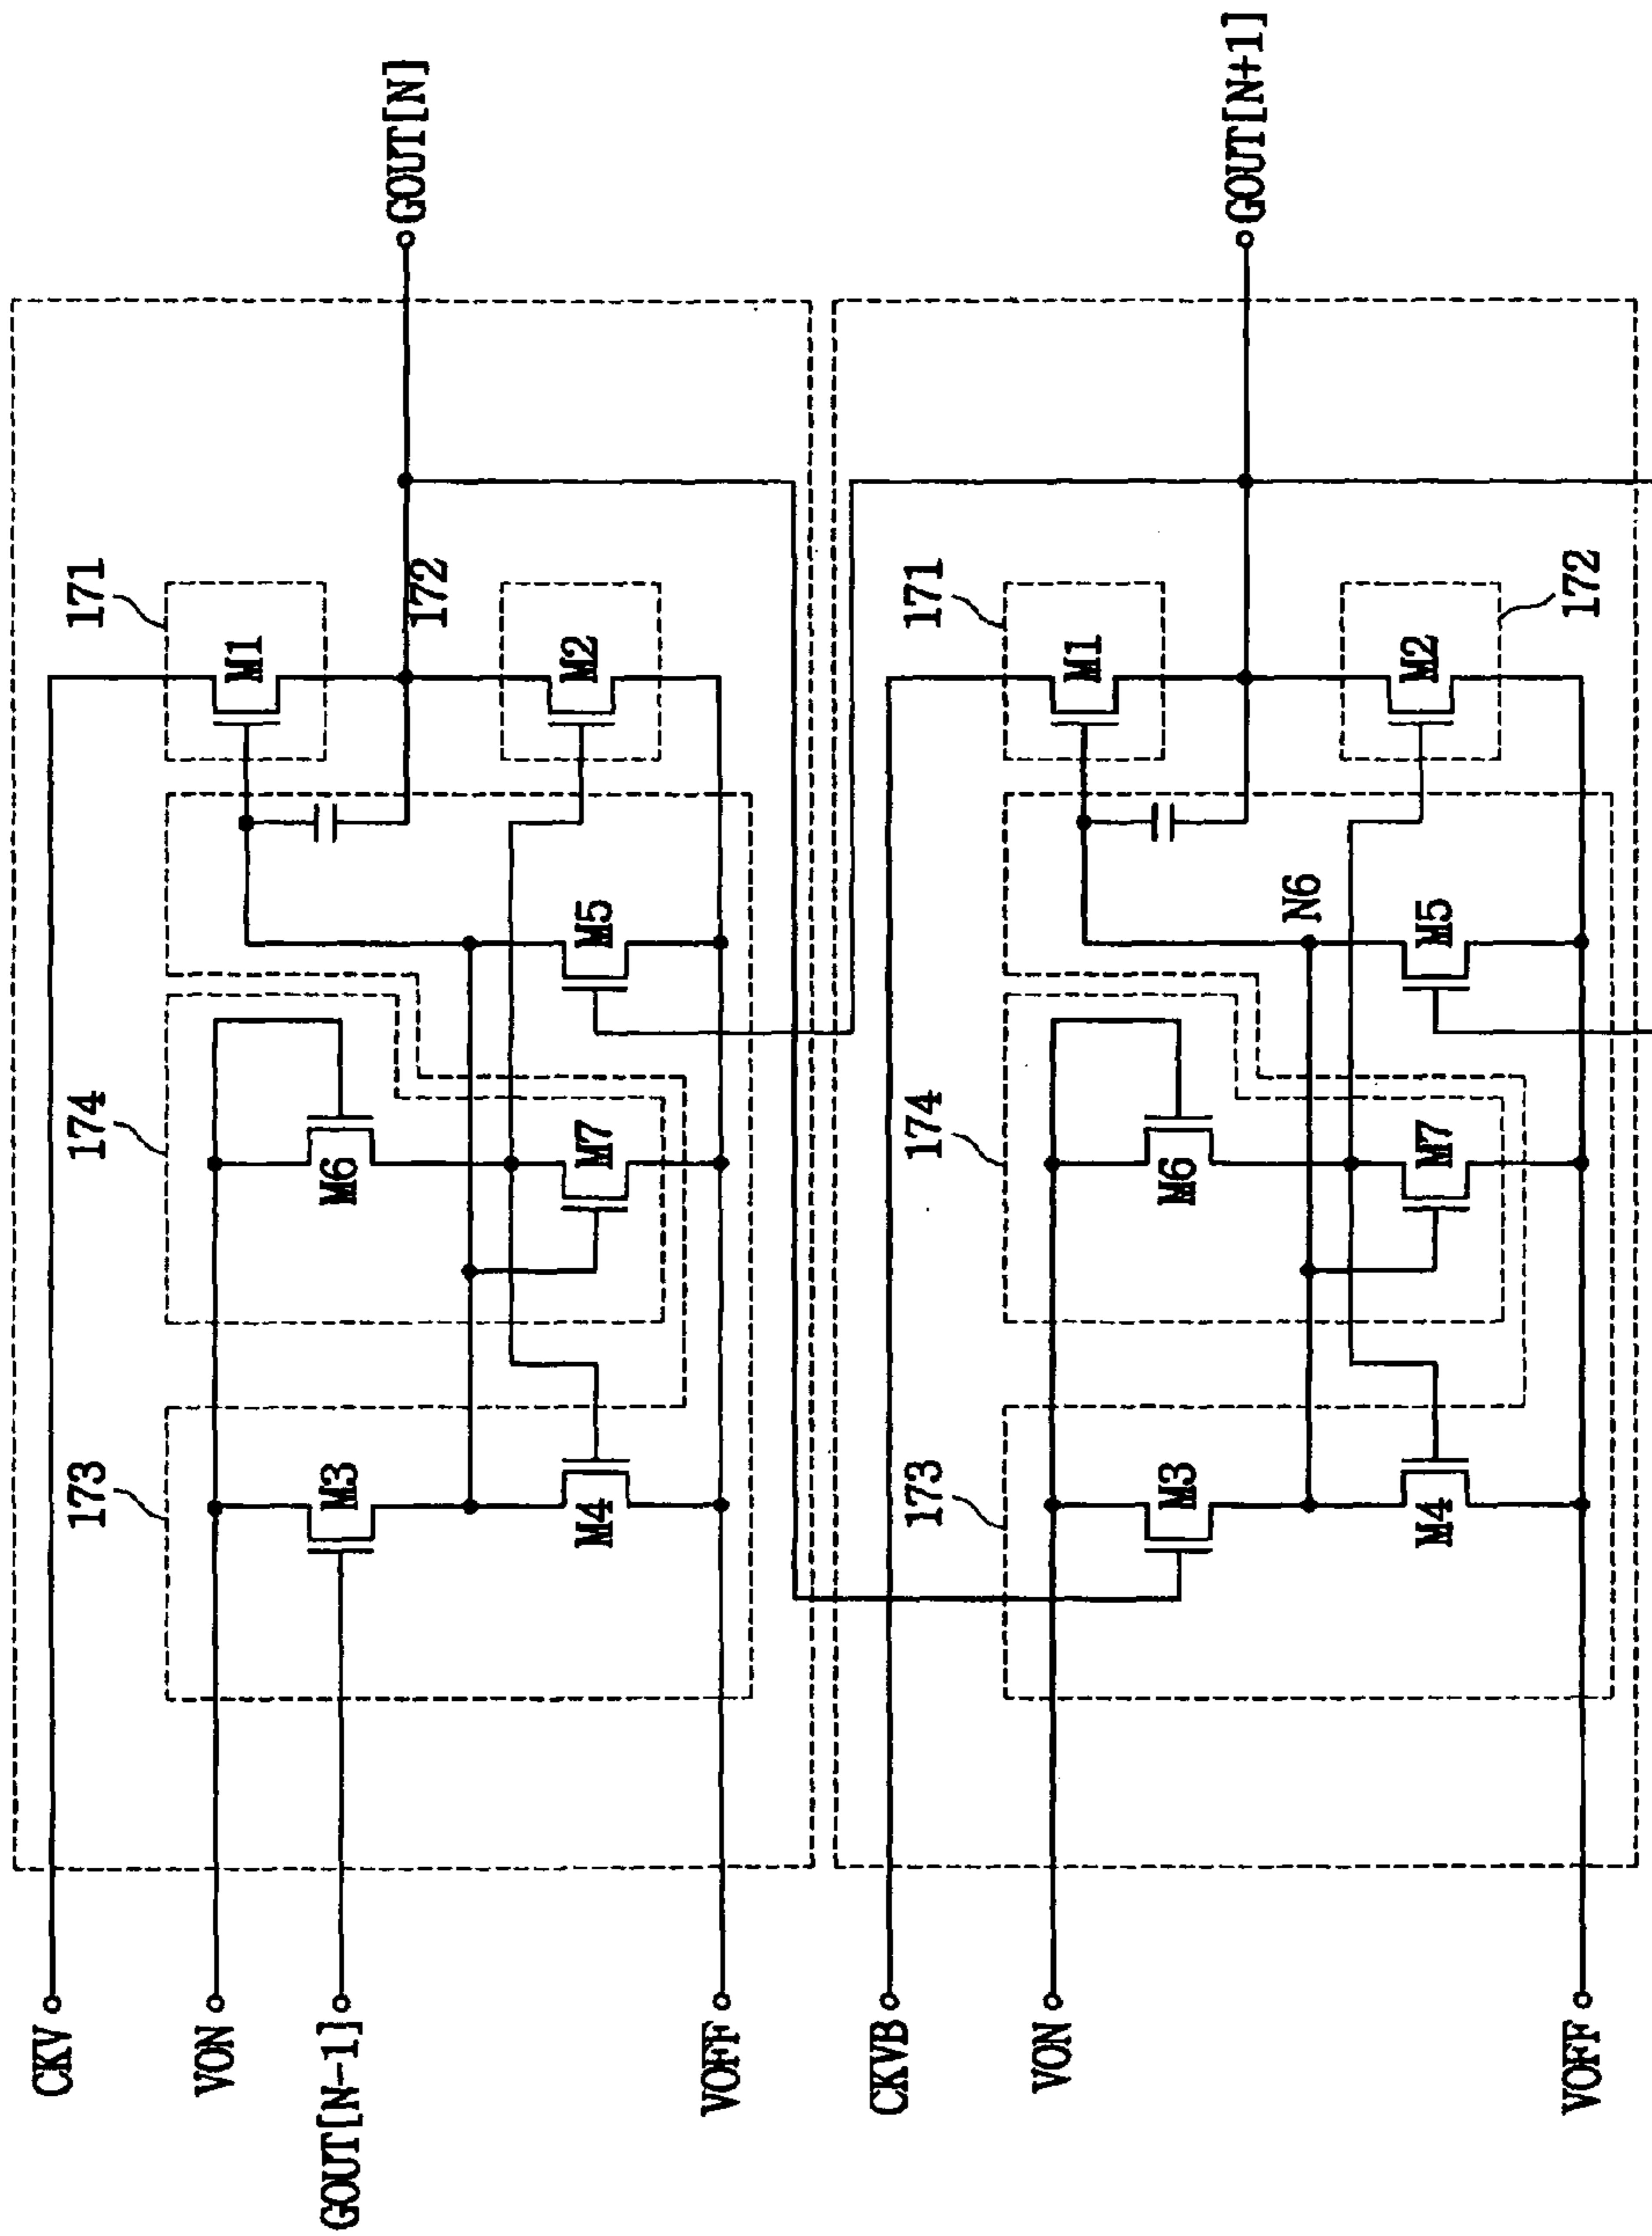 CKV
VON
GOUT[N-1]
VOFF
173
M3
M4
174
M6
M7
M5
171
M1
172
M2
GOUT[N]
CKVB
VON
VOFF
173
M3
M4
174
M6
M7
N6
M5
171
M1
M2
172
GOUT[N+1]